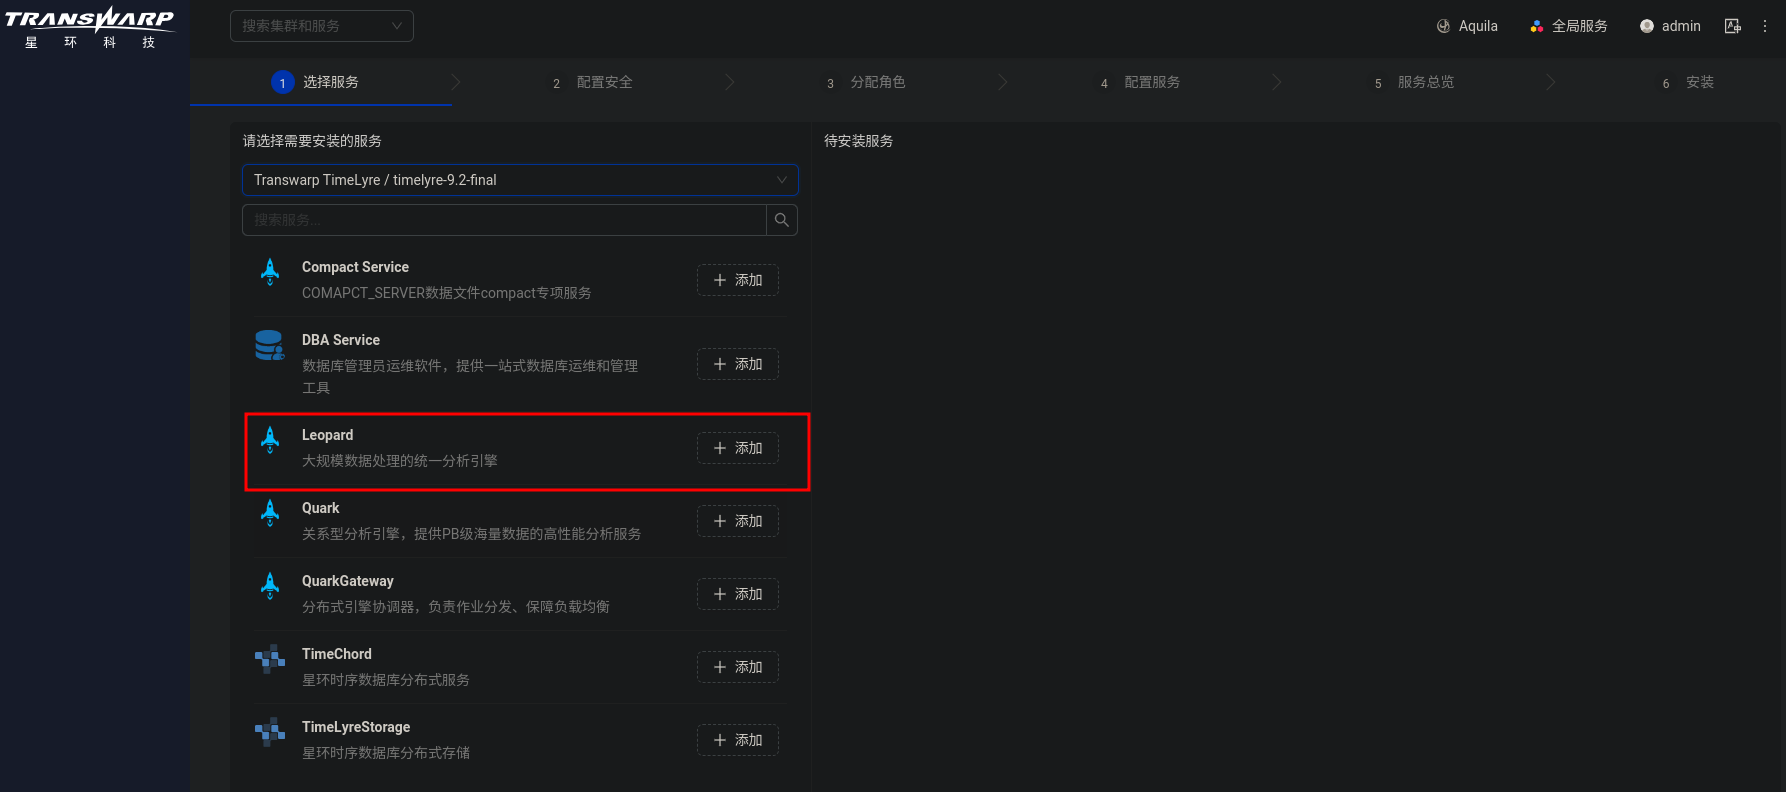 TRANSWARP
星环科技
搜索集群和服务
Aquila
全局服务
admin
1 选择服务
2 配置安全
3 分配角色
4 配置服务
5 服务总览
6 安装
请选择需要安装的服务
待安装服务
Transwarp TimeLyre / timelyre-9.2-final
搜索服务...
Compact Service
COMAPCT_SERVER数据文件compact专项服务
添加
DBA Service
数据库管理员运维软件，提供一站式数据库运维和管理
工具
添加
Leopard
大规模数据处理的统一分析引擎
添加
Quark
关系型分析引擎，提供PB级海量数据的高性能分析服务
添加
QuarkGateway
分布式引擎协调器，负责作业分发、保障负载均衡
添加
TimeChord
星环时序数据库分布式服务
添加
TimeLyreStorage
星环时序数据库分布式存储
添加